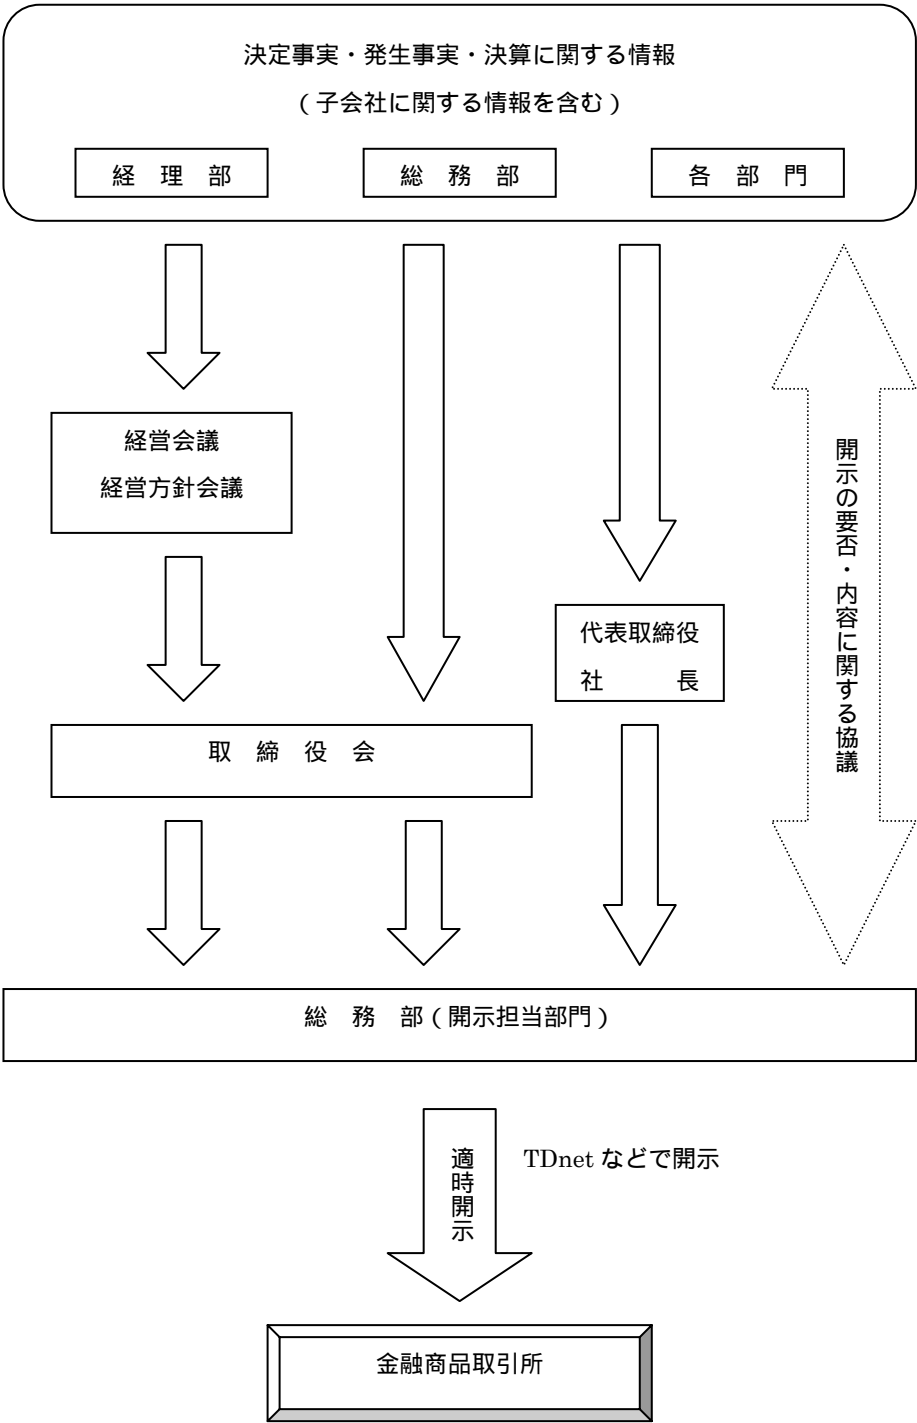 決定事実・発生事実・決算に関する情報
(子会社に関する情報を含む)
経　理　部
総　務　部
各　部　門
経営会議
経営方針会議
開示の要否・内容に関する協議
代表取締役
社　　　長
取　締　役　会
総　務　部(開示担当部門)
適時開示
TDnet などで開示
金融商品取引所